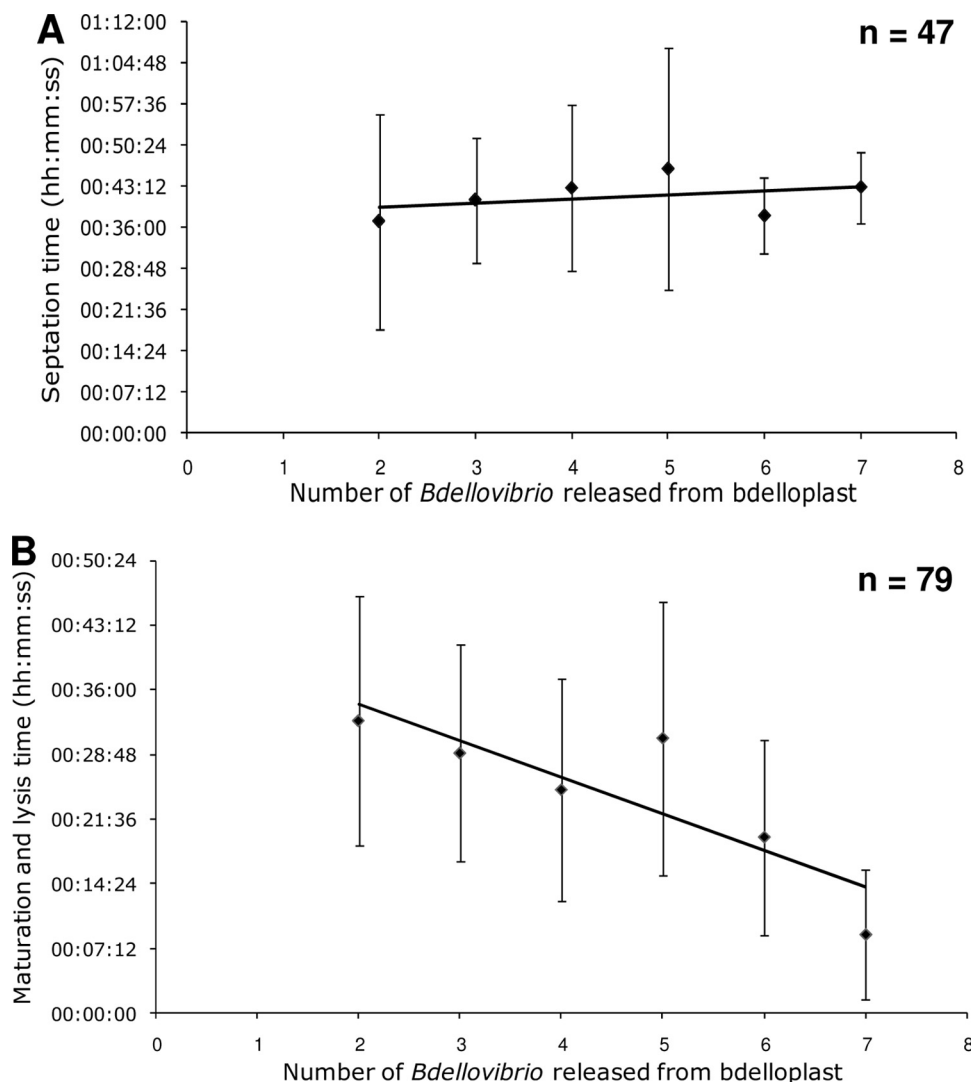 A
n = 47
Septation time (hh:mm:ss)
01:12:00
01:04:48
00:57:36
00:50:24
00:43:12
00:36:00
00:28:48
00:21:36
00:14:24
00:07:12
00:00:00
0 1 2 3 4 5 6 7 8
Number of Bdellovibrio released from bdelloplast
B
n = 79
Maturation and lysis time (hh:mm:ss)
00:50:24
00:43:12
00:36:00
00:28:48
00:21:36
00:14:24
00:07:12
00:00:00
0 1 2 3 4 5 6 7 8
Number of Bdellovibrio released from bdelloplast